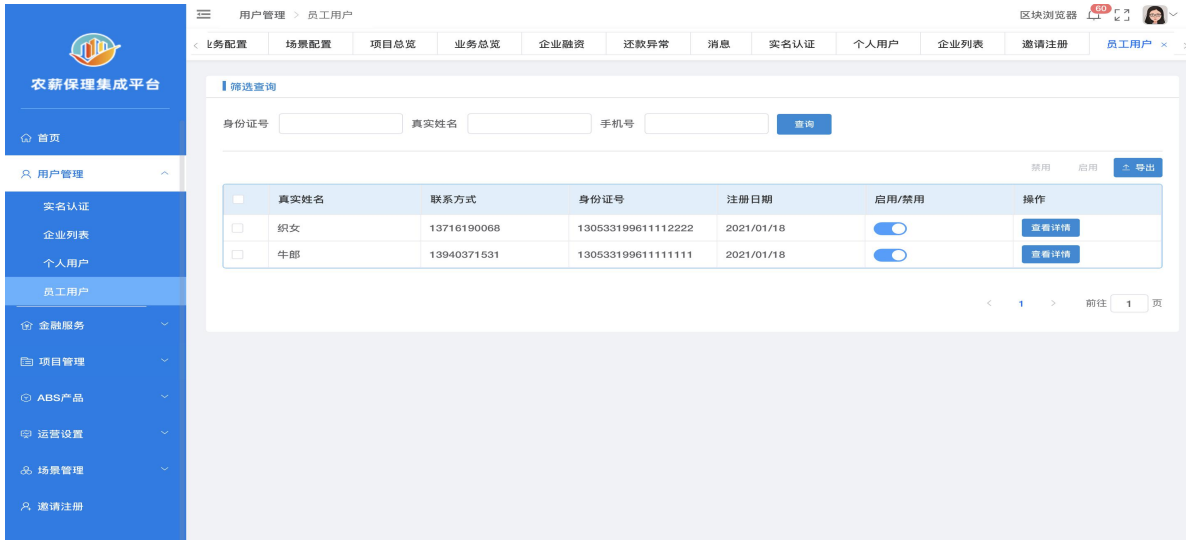 用户管理 > 员工用户
区块浏览器 60
业务配置 场景配置 项目总览 业务总览 企业融资 还款异常 消息 实名认证 个人用户 企业列表 邀请注册 员工用户 ×
农薪保理集成平台
首页
用户管理
实名认证
企业列表
个人用户
员工用户
金融服务
项目管理
ABS产品
运营设置
场景管理
邀请注册
筛选查询
身份证号 真实姓名 手机号 查询
禁用 启用 导出
真实姓名 联系方式 身份证号 注册日期 启用/禁用 操作
织女 13716190068 130533199611112222 2021/01/18 查看详情
牛郎 13940371531 130533199611111111 2021/01/18 查看详情
< 1 > 前往 1 页